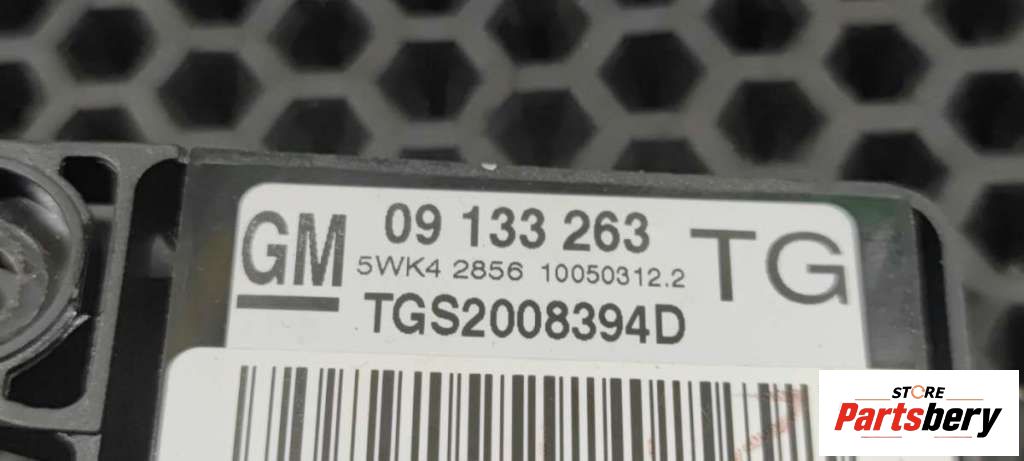 GM
09 133 263
TG
5WK4 2856 10050312.2
TGS2008394D
STORE
Partsbery